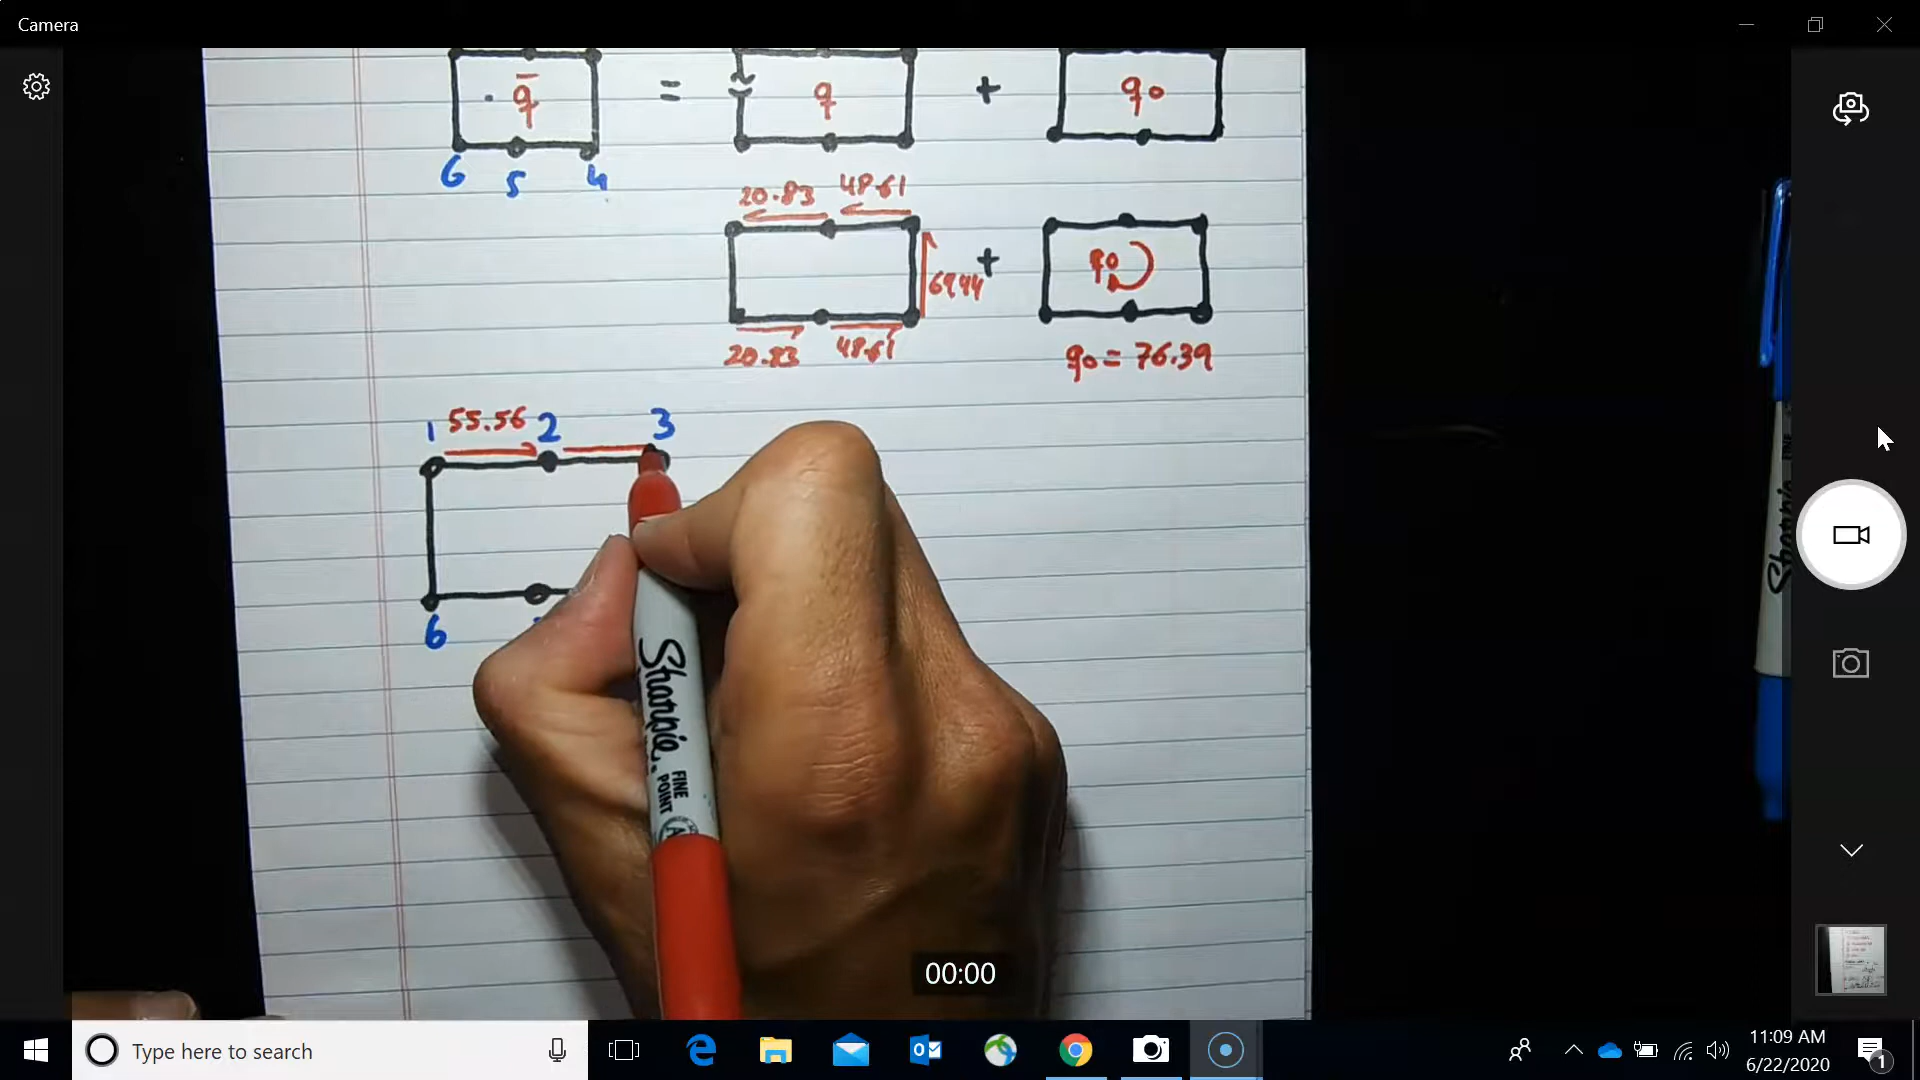 Camera
q̄ = q + q0
6 5 4
20.83 48.61
69.44 + q0
20.83 48.61
q0 = 76.39
1 55.56 2 3
6
Sharpie
FINE
POINT
Sharpie
00:00
Type here to search
11:09 AM
6/22/2020
1